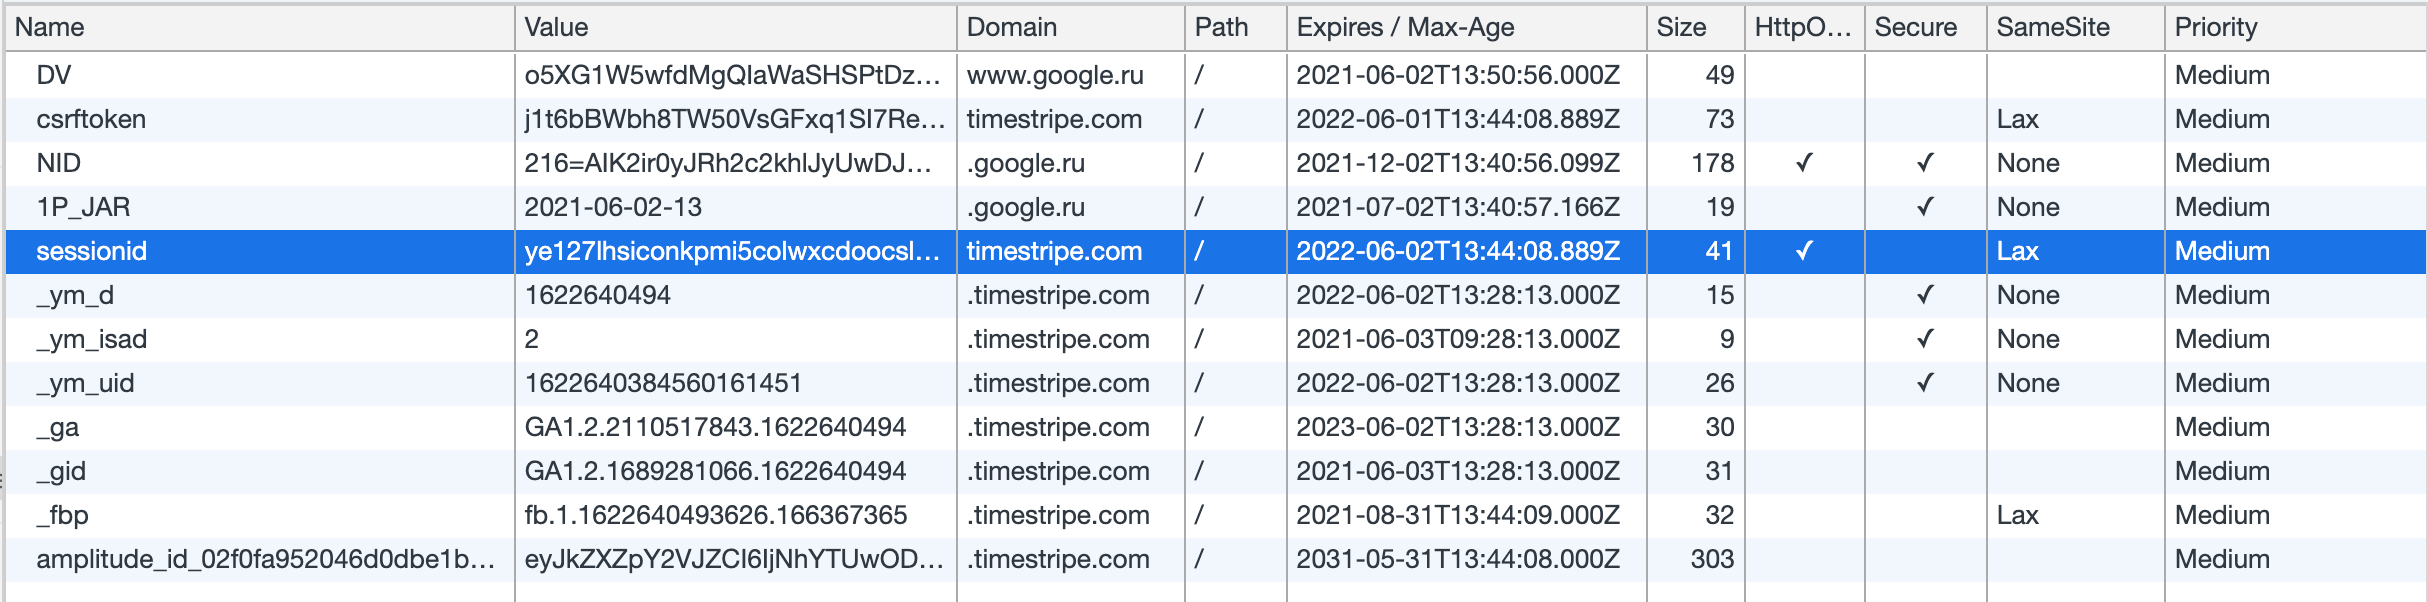 Name Value Domain Path Expires / Max-Age Size HttpO... Secure SameSite Priority
DV o5XG1W5wfdMgQIaWaSHSPtDz... www.google.ru / 2021-06-02T13:50:56.000Z 49 Medium
csrftoken j1t6bBWbh8TW50VsGFxq1SI7Re... timestripe.com / 2022-06-01T13:44:08.889Z 73 Lax Medium
NID 216=AIK2ir0yJRh2c2khIJyUwDJ... .google.ru / 2021-12-02T13:40:56.099Z 178 ✓ ✓ None Medium
1P_JAR 2021-06-02-13 .google.ru / 2021-07-02T13:40:57.166Z 19 ✓ None Medium
sessionid ye127lhsiconkpmi5colwxcdoocsl... timestripe.com / 2022-06-02T13:44:08.889Z 41 ✓ Lax Medium
_ym_d 1622640494 .timestripe.com / 2022-06-02T13:28:13.000Z 15 ✓ None Medium
_ym_isad 2 .timestripe.com / 2021-06-03T09:28:13.000Z 9 ✓ None Medium
_ym_uid 1622640384560161451 .timestripe.com / 2022-06-02T13:28:13.000Z 26 ✓ None Medium
_ga GA1.2.2110517843.1622640494 .timestripe.com / 2023-06-02T13:28:13.000Z 30 Medium
_gid GA1.2.1689281066.1622640494 .timestripe.com / 2021-06-03T13:28:13.000Z 31 Medium
_fbp fb.1.1622640493626.166367365 .timestripe.com / 2021-08-31T13:44:09.000Z 32 Lax Medium
amplitude_id_02f0fa952046d0dbe1b... eyJkZXZpY2VJZCI6IjNhYTUwOD... .timestripe.com / 2031-05-31T13:44:08.000Z 303 Medium